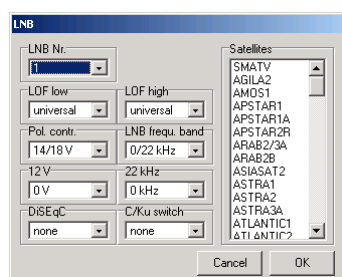 LNB
LNB Nr.
1
LOF low
universal
LOF high
universal
Pol. contr.
14/18 V
LNB frequ. band
0/22 kHz
12 V
0 V
22 kHz
0 kHz
DiSEqC
none
C/Ku switch
none
Satellites
SMATV
AGILA2
AMOS1
APSTAR1
APSTAR1A
APSTAR2R
ARAB2/3A
ARAB2B
ASIASAT2
ASTRA1
ASTRA2
ASTRA3A
ATLANTIC1
ATLANTIC2
Cancel
OK